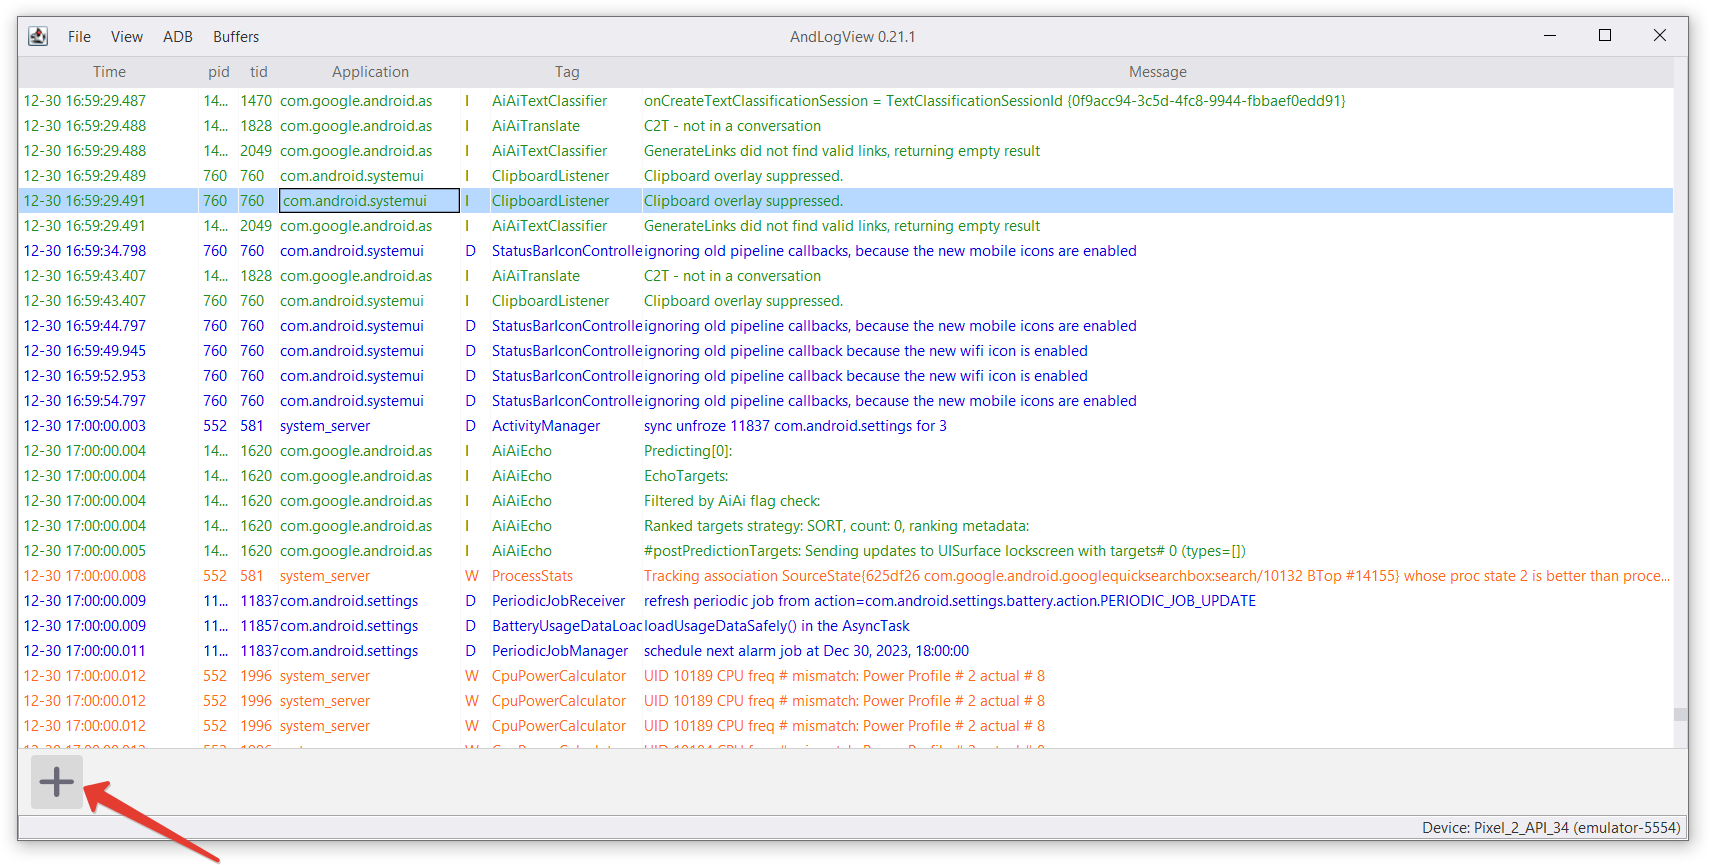 File View ADB Buffers AndLogView 0.21.1
Time pid tid Application Tag Message
12-30 16:59:29.487 14... 1470 com.google.android.as I AiAiTextClassifier onCreateTextClassificationSession = TextClassificationSessionId {0f9acc94-3c5d-4fc8-9944-fbbaef0edd91}
12-30 16:59:29.488 14... 1828 com.google.android.as I AiAiTranslate C2T - not in a conversation
12-30 16:59:29.488 14... 2049 com.google.android.as I AiAiTextClassifier GenerateLinks did not find valid links, returning empty result
12-30 16:59:29.489 760 760 com.android.systemui I ClipboardListener Clipboard overlay suppressed.
12-30 16:59:29.491 760 760 com.android.systemui I ClipboardListener Clipboard overlay suppressed.
12-30 16:59:29.491 14... 2049 com.google.android.as I AiAiTextClassifier GenerateLinks did not find valid links, returning empty result
12-30 16:59:34.798 760 760 com.android.systemui D StatusBarIconControlle ignoring old pipeline callbacks, because the new mobile icons are enabled
12-30 16:59:43.407 14... 1828 com.google.android.as I AiAiTranslate C2T - not in a conversation
12-30 16:59:43.407 760 760 com.android.systemui I ClipboardListener Clipboard overlay suppressed.
12-30 16:59:44.797 760 760 com.android.systemui D StatusBarIconControlle ignoring old pipeline callbacks, because the new mobile icons are enabled
12-30 16:59:49.945 760 760 com.android.systemui D StatusBarIconControlle ignoring old pipeline callback because the new wifi icon is enabled
12-30 16:59:52.953 760 760 com.android.systemui D StatusBarIconControlle ignoring old pipeline callback because the new wifi icon is enabled
12-30 16:59:54.797 760 760 com.android.systemui D StatusBarIconControlle ignoring old pipeline callbacks, because the new mobile icons are enabled
12-30 17:00:00.003 552 581 system_server D ActivityManager sync unfroze 11837 com.android.settings for 3
12-30 17:00:00.004 14... 1620 com.google.android.as I AiAiEcho Predicting[0]:
12-30 17:00:00.004 14... 1620 com.google.android.as I AiAiEcho EchoTargets:
12-30 17:00:00.004 14... 1620 com.google.android.as I AiAiEcho Filtered by AiAi flag check:
12-30 17:00:00.004 14... 1620 com.google.android.as I AiAiEcho Ranked targets strategy: SORT, count: 0, ranking metadata:
12-30 17:00:00.005 14... 1620 com.google.android.as I AiAiEcho #postPredictionTargets: Sending updates to UISurface lockscreen with targets# 0 (types=[])
12-30 17:00:00.008 552 581 system_server W ProcessStats Tracking association SourceState{625df26 com.google.android.googlequicksearchbox:search/10132 BTop #14155} whose proc state 2 is better than proce...
12-30 17:00:00.009 11... 11837 com.android.settings D PeriodicJobReceiver refresh periodic job from action=com.android.settings.battery.action.PERIODIC_JOB_UPDATE
12-30 17:00:00.009 11... 11857 com.android.settings D BatteryUsageDataLoad loadUsageDataSafely() in the AsyncTask
12-30 17:00:00.011 11... 11837 com.android.settings D PeriodicJobManager schedule next alarm job at Dec 30, 2023, 18:00:00
12-30 17:00:00.012 552 1996 system_server W CpuPowerCalculator UID 10189 CPU freq # mismatch: Power Profile # 2 actual # 8
12-30 17:00:00.012 552 1996 system_server W CpuPowerCalculator UID 10189 CPU freq # mismatch: Power Profile # 2 actual # 8
12-30 17:00:00.012 552 1996 system_server W CpuPowerCalculator UID 10189 CPU freq # mismatch: Power Profile # 2 actual # 8
Device: Pixel_2_API_34 (emulator-5554)